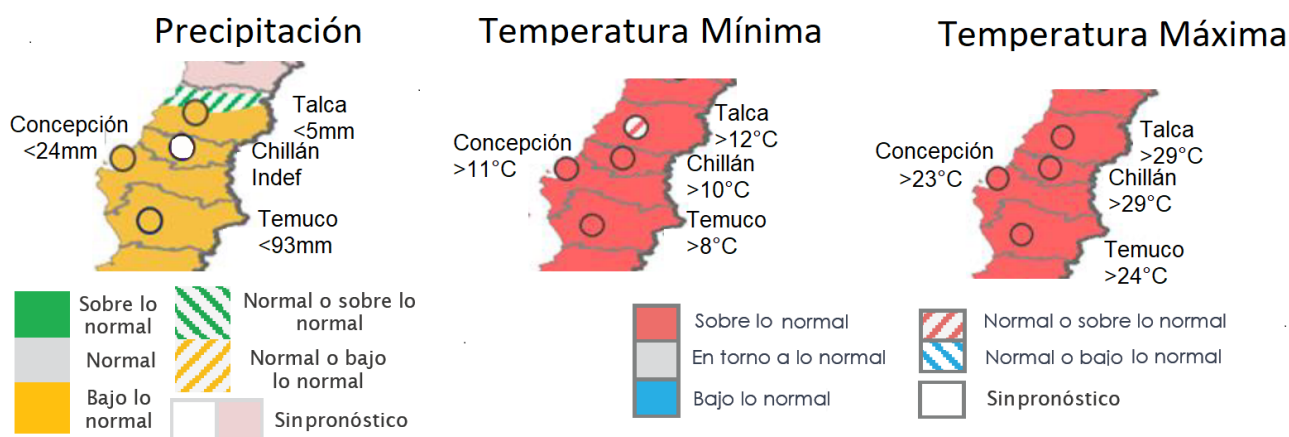 Precipitación
Concepción
<24mm
Talca
<5mm
Chillán
Indef
Temuco
<93mm
Temperatura Mínima
Concepción
>11°C
Talca
>12°C
Chillán
>10°C
Temuco
>8°C
Temperatura Máxima
Concepción
>23°C
Talca
>29°C
Chillán
>29°C
Temuco
>24°C
Sobre lo
normal
Normal
Bajo lo
normal
Normal o sobre lo
normal
Normal o bajo
lo normal
Sin pronóstico
Sobre lo normal
En torno a lo normal
Bajo lo normal
Normal o sobre lo normal
Normal o bajo lo normal
Sin pronóstico